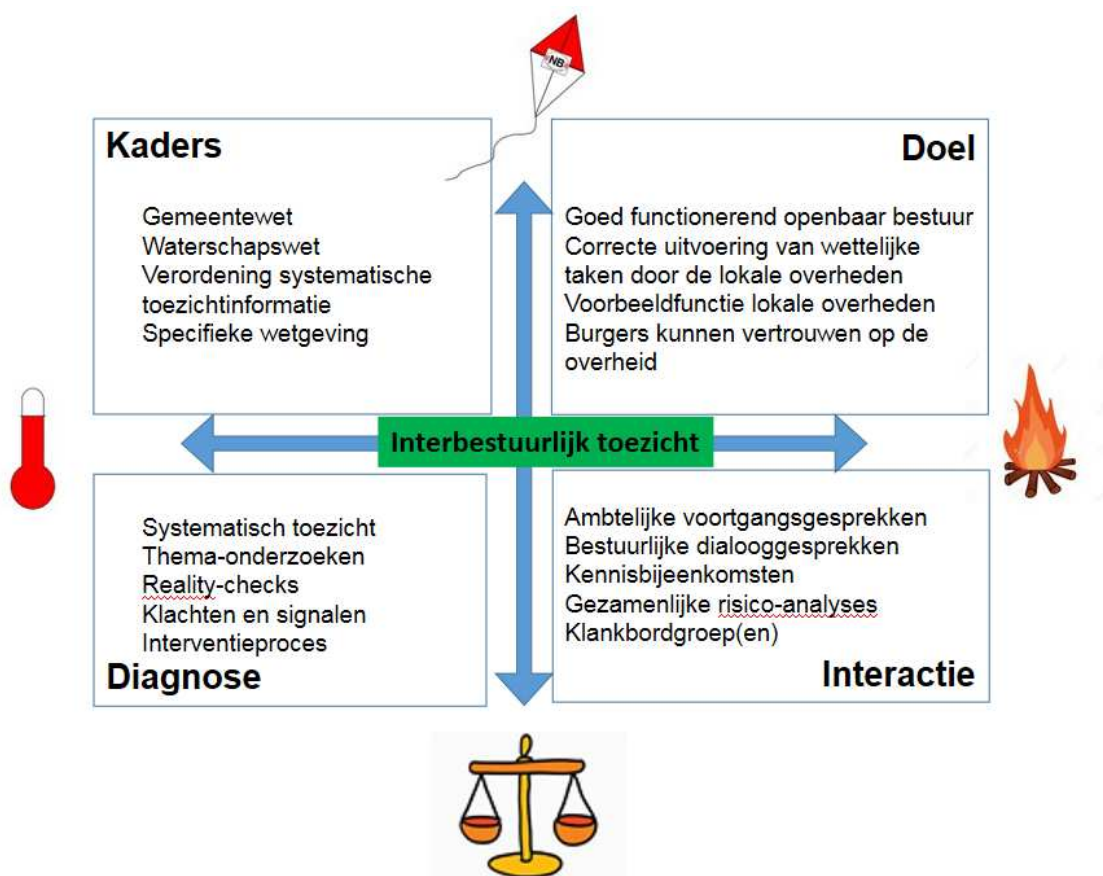 NB
Kaders
Gemeentewet
Waterschapswet
Verordening systematische
toezichtinformatie
Specifieke wetgeving
Doel
Goed functionerend openbaar bestuur
Correcte uitvoering van wettelijke
taken door de lokale overheden
Voorbeeldfunctie lokale overheden
Burgers kunnen vertrouwen op de
overheid
Interbestuurlijk toezicht
Systematisch toezicht
Thema-onderzoeken
Reality-checks
Klachten en signalen
Interventieproces
Diagnose
Ambtelijke voortgangsgesprekken
Bestuurlijke dialooggesprekken
Kennisbijeenkomsten
Gezamenlijke risico-analyses
Klankbordgroep(en)
Interactie